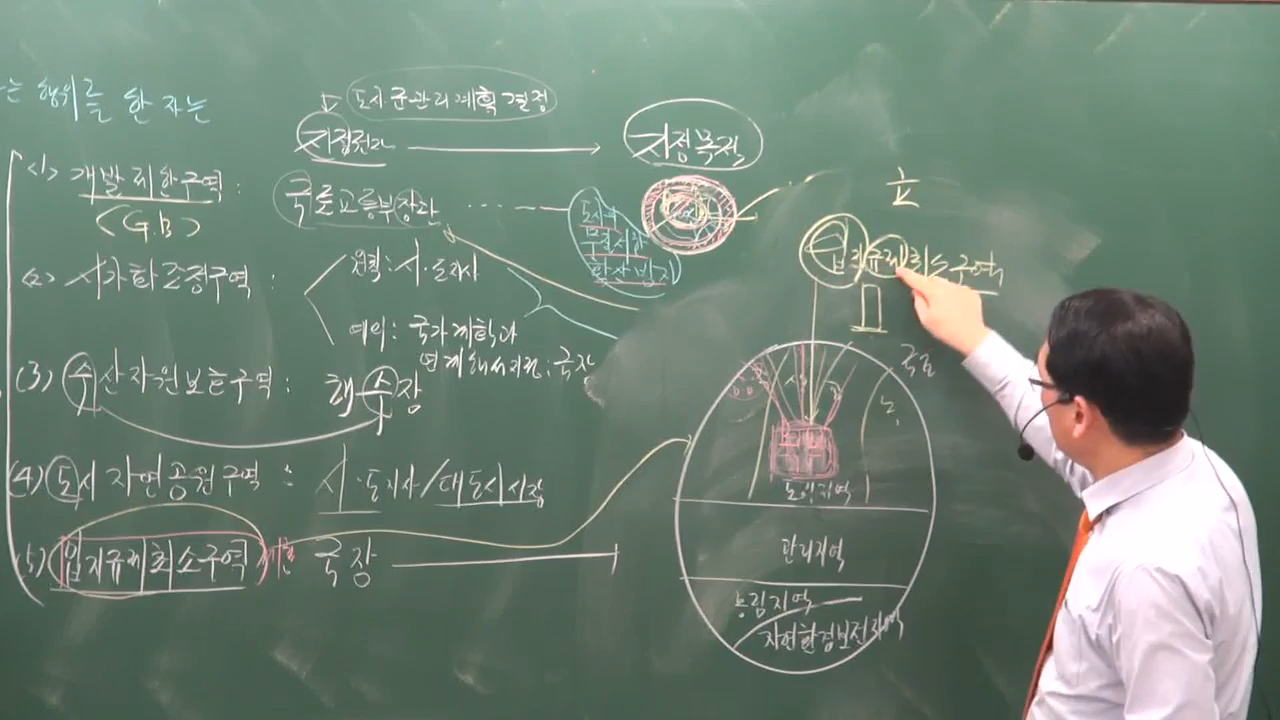 는 행위를 한 자는
도시군관리계획결정
지정권자 → 지정목적
<1> 개발제한구역 : 국토교통부장관 ...
<G.B>
도시의
무질서한
확산방지
<2> 시가화조정구역 :
원칙: 시·도지사
예외: 국가계획과
연계해서지정: 국장
(3) 수산자원보호구역 : 해수장
(4) 도시자연공원구역 : 시·도지사/대도시시장
(5) 입지규제최소구역 국장
입지규제최소구역
국토
도시지역
관리지역
농림지역
자연환경보전지역